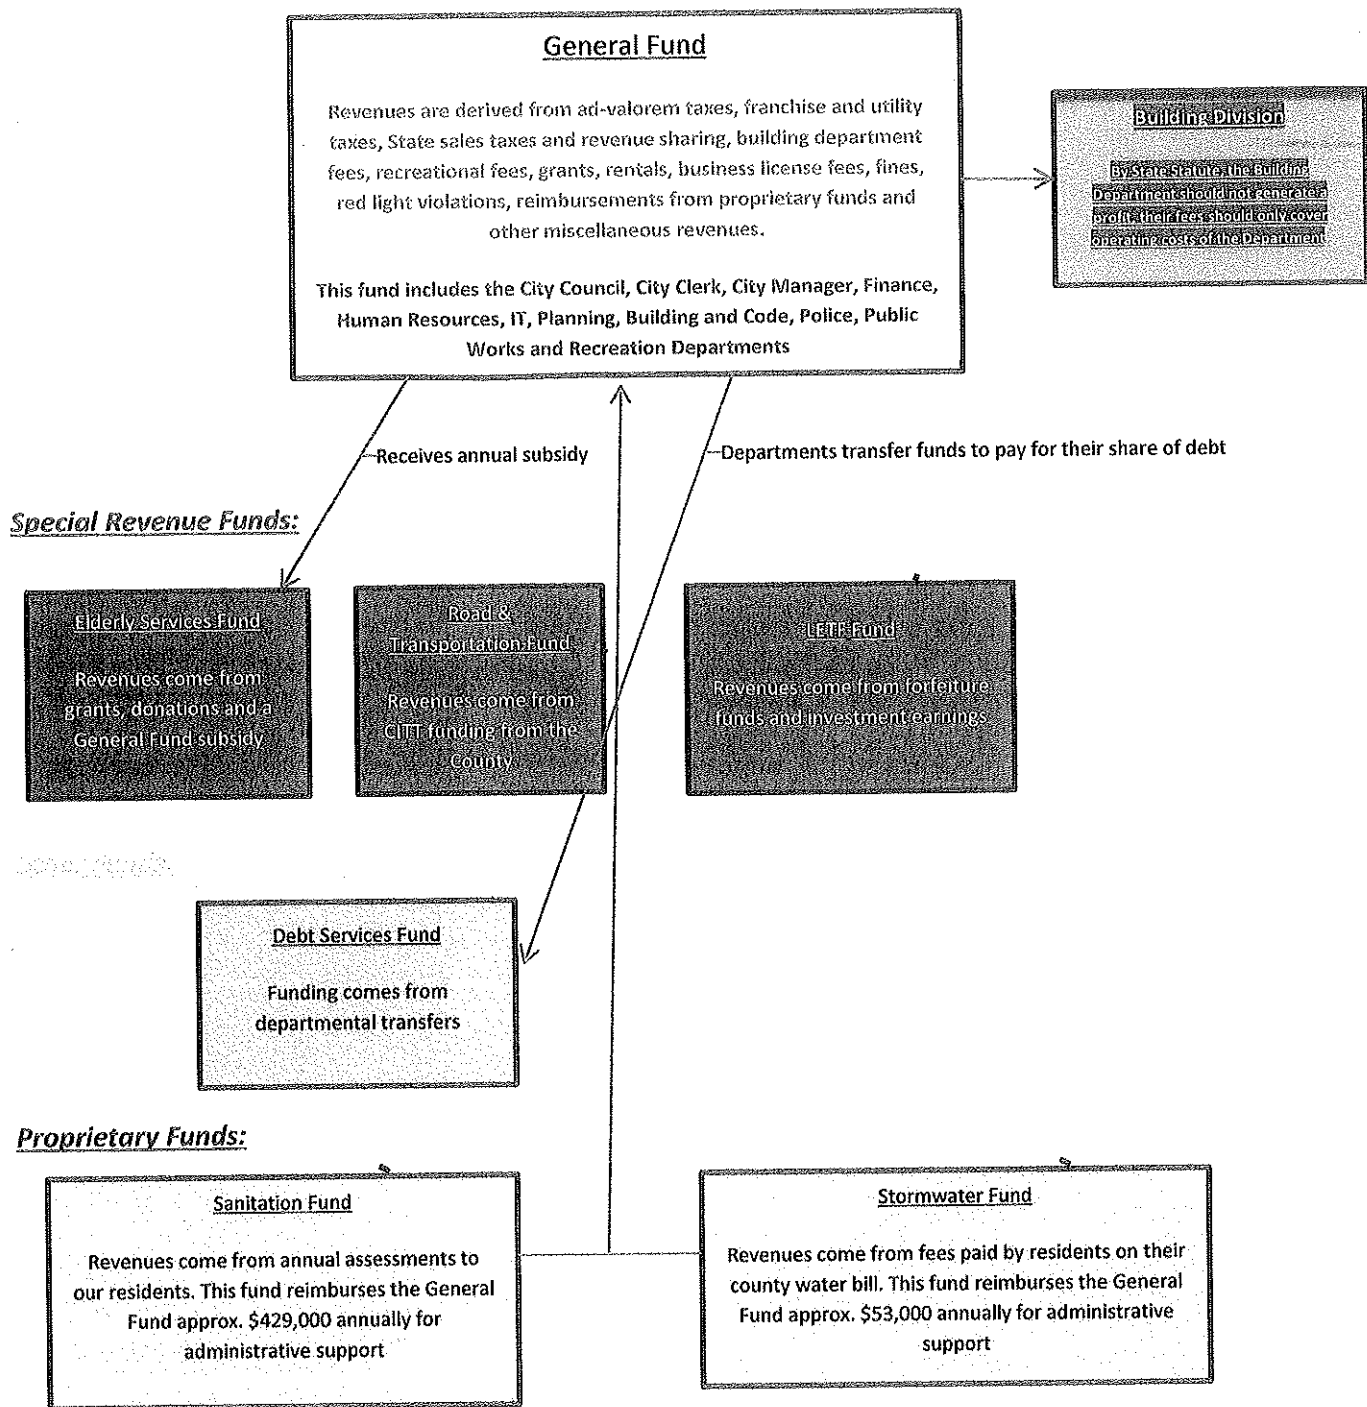 General Fund
Revenues are derived from ad-valorem taxes, franchise and utility
taxes, State sales taxes and revenue sharing, building department
fees, recreational fees, grants, rentals, business license fees, fines,
red light violations, reimbursements from proprietary funds and
other miscellaneous revenues.
This fund includes the City Council, City Clerk, City Manager, Finance,
Human Resources, IT, Planning, Building and Code, Police, Public
Works and Recreation Departments
Building Division
By State Statute, the Building
Department should not generate a
profit, their fees should only cover
operating costs of the Department
Receives annual subsidy
Departments transfer funds to pay for their share of debt
Special Revenue Funds:
Elderly Services Fund
Revenues come from
grants, donations and a
General Fund subsidy
Road &
Transportation Fund
Revenues come from
CITT funding from the
County
LETF Fund
Revenues come from forfeiture
funds and investment earnings
Debt Services Fund
Funding comes from
departmental transfers
Proprietary Funds:
Sanitation Fund
Revenues come from annual assessments to
our residents. This fund reimburses the General
Fund approx. $429,000 annually for
administrative support
Stormwater Fund
Revenues come from fees paid by residents on their
county water bill. This fund reimburses the General
Fund approx. $53,000 annually for administrative
support